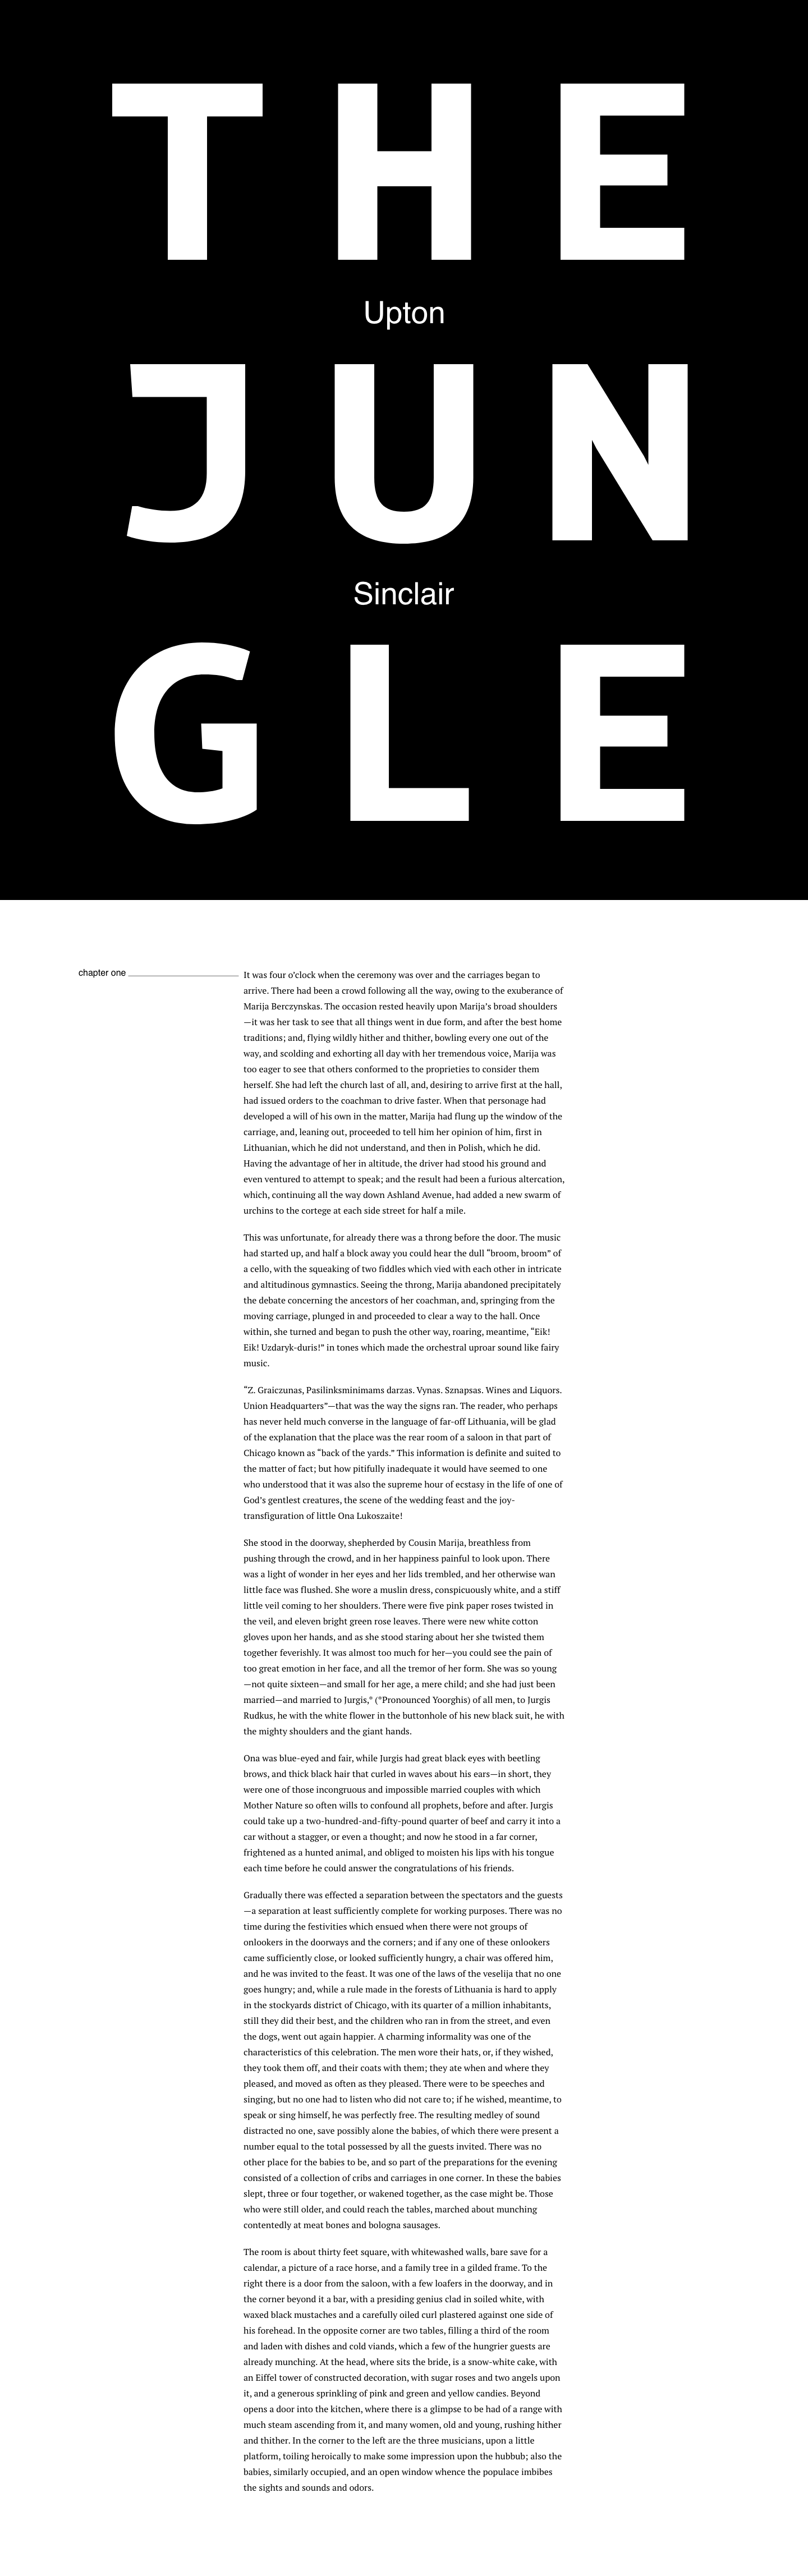 THE
Upton
JUN
Sinclair
GLE
chapter one
It was four o’clock when the ceremony was over and the carriages began to
arrive. There had been a crowd following all the way, owing to the exuberance of
Marija Berczynskas. The occasion rested heavily upon Marija’s broad shoulders
—it was her task to see that all things went in due form, and after the best home
traditions; and, flying wildly hither and thither, bowling every one out of the
way, and scolding and exhorting all day with her tremendous voice, Marija was
too eager to see that others conformed to the proprieties to consider them
herself. She had left the church last of all, and, desiring to arrive first at the hall,
had issued orders to the coachman to drive faster. When that personage had
developed a will of his own in the matter, Marija had flung up the window of the
carriage, and, leaning out, proceeded to tell him her opinion of him, first in
Lithuanian, which he did not understand, and then in Polish, which he did.
Having the advantage of her in altitude, the driver had stood his ground and
even ventured to attempt to speak; and the result had been a furious altercation,
which, continuing all the way down Ashland Avenue, had added a new swarm of
urchins to the cortege at each side street for half a mile.
This was unfortunate, for already there was a throng before the door. The music
had started up, and half a block away you could hear the dull “broom, broom” of
a cello, with the squeaking of two fiddles which vied with each other in intricate
and altitudinous gymnastics. Seeing the throng, Marija abandoned precipitately
the debate concerning the ancestors of her coachman, and, springing from the
moving carriage, plunged in and proceeded to clear a way to the hall. Once
within, she turned and began to push the other way, roaring, meantime, “Eik!
Eik! Uzdaryk-duris!” in tones which made the orchestral uproar sound like fairy
music.
“Z. Graiczunas, Pasilinksminimams darzas. Vynas. Sznapsas. Wines and Liquors.
Union Headquarters”—that was the way the signs ran. The reader, who perhaps
has never held much converse in the language of far-off Lithuania, will be glad
of the explanation that the place was the rear room of a saloon in that part of
Chicago known as “back of the yards.” This information is definite and suited to
the matter of fact; but how pitifully inadequate it would have seemed to one
who understood that it was also the supreme hour of ecstasy in the life of one of
God’s gentlest creatures, the scene of the wedding feast and the joy-
transfiguration of little Ona Lukoszaite!
She stood in the doorway, shepherded by Cousin Marija, breathless from
pushing through the crowd, and in her happiness painful to look upon. There
was a light of wonder in her eyes and her lids trembled, and her otherwise wan
little face was flushed. She wore a muslin dress, conspicuously white, and a stiff
little veil coming to her shoulders. There were five pink paper roses twisted in
the veil, and eleven bright green rose leaves. There were new white cotton
gloves upon her hands, and as she stood staring about her she twisted them
together feverishly. It was almost too much for her—you could see the pain of
too great emotion in her face, and all the tremor of her form. She was so young
—not quite sixteen—and small for her age, a mere child; and she had just been
married—and married to Jurgis,* (*Pronounced Yoorghis) of all men, to Jurgis
Rudkus, he with the white flower in the buttonhole of his new black suit, he with
the mighty shoulders and the giant hands.
Ona was blue-eyed and fair, while Jurgis had great black eyes with beetling
brows, and thick black hair that curled in waves about his ears—in short, they
were one of those incongruous and impossible married couples with which
Mother Nature so often wills to confound all prophets, before and after. Jurgis
could take up a two-hundred-and-fifty-pound quarter of beef and carry it into a
car without a stagger, or even a thought; and now he stood in a far corner,
frightened as a hunted animal, and obliged to moisten his lips with his tongue
each time before he could answer the congratulations of his friends.
Gradually there was effected a separation between the spectators and the guests
—a separation at least sufficiently complete for working purposes. There was no
time during the festivities which ensued when there were not groups of
onlookers in the doorways and the corners; and if any one of these onlookers
came sufficiently close, or looked sufficiently hungry, a chair was offered him,
and he was invited to the feast. It was one of the laws of the veselija that no one
goes hungry; and, while a rule made in the forests of Lithuania is hard to apply
in the stockyards district of Chicago, with its quarter of a million inhabitants,
still they did their best, and the children who ran in from the street, and even
the dogs, went out again happier. A charming informality was one of the
characteristics of this celebration. The men wore their hats, or, if they wished,
they took them off, and their coats with them; they ate when and where they
pleased, and moved as often as they pleased. There were to be speeches and
singing, but no one had to listen who did not care to; if he wished, meantime, to
speak or sing himself, he was perfectly free. The resulting medley of sound
distracted no one, save possibly alone the babies, of which there were present a
number equal to the total possessed by all the guests invited. There was no
other place for the babies to be, and so part of the preparations for the evening
consisted of a collection of cribs and carriages in one corner. In these the babies
slept, three or four together, or wakened together, as the case might be. Those
who were still older, and could reach the tables, marched about munching
contentedly at meat bones and bologna sausages.
The room is about thirty feet square, with whitewashed walls, bare save for a
calendar, a picture of a race horse, and a family tree in a gilded frame. To the
right there is a door from the saloon, with a few loafers in the doorway, and in
the corner beyond it a bar, with a presiding genius clad in soiled white, with
waxed black mustaches and a carefully oiled curl plastered against one side of
his forehead. In the opposite corner are two tables, filling a third of the room
and laden with dishes and cold viands, which a few of the hungrier guests are
already munching. At the head, where sits the bride, is a snow-white cake, with
an Eiffel tower of constructed decoration, with sugar roses and two angels upon
it, and a generous sprinkling of pink and green and yellow candies. Beyond
opens a door into the kitchen, where there is a glimpse to be had of a range with
much steam ascending from it, and many women, old and young, rushing hither
and thither. In the corner to the left are the three musicians, upon a little
platform, toiling heroically to make some impression upon the hubbub; also the
babies, similarly occupied, and an open window whence the populace imbibes
the sights and sounds and odors.